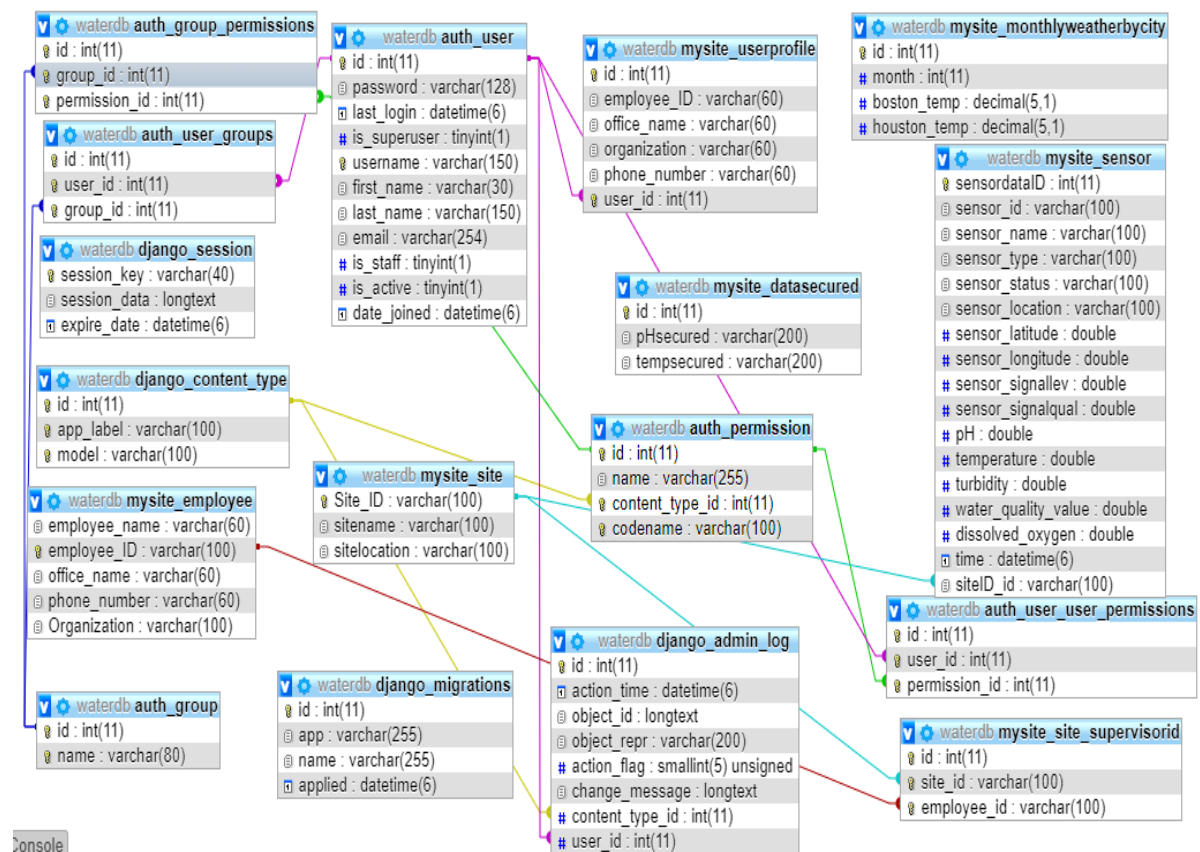 waterdb auth_group_permissions
id : int(11)
group_id : int(11)
permission_id : int(11)
waterdb auth_user_groups
id : int(11)
user_id : int(11)
group_id : int(11)
waterdb django_session
session_key : varchar(40)
session_data : longtext
expire_date : datetime(6)
waterdb django_content_type
id : int(11)
app_label : varchar(100)
model : varchar(100)
waterdb mysite_employee
employee_name : varchar(60)
employee_ID : varchar(100)
office_name : varchar(60)
phone_number : varchar(60)
Organization : varchar(100)
waterdb auth_group
id : int(11)
name : varchar(80)
Console
waterdb auth_user
id : int(11)
password : varchar(128)
last_login : datetime(6)
# is_superuser : tinyint(1)
username : varchar(150)
first_name : varchar(30)
last_name : varchar(150)
email : varchar(254)
# is_staff : tinyint(1)
# is_active : tinyint(1)
date_joined : datetime(6)
waterdb mysite_site
Site_ID : varchar(100)
sitename : varchar(100)
sitelocation : varchar(100)
waterdb django_migrations
id : int(11)
app : varchar(255)
name : varchar(255)
applied : datetime(6)
waterdb mysite_userprofile
id : int(11)
employee_ID : varchar(60)
office_name : varchar(60)
organization : varchar(60)
phone_number : varchar(60)
user_id : int(11)
waterdb mysite_datasecured
id : int(11)
pHsecured : varchar(200)
tempsecured : varchar(200)
waterdb auth_permission
id : int(11)
name : varchar(255)
content_type_id : int(11)
codename : varchar(100)
waterdb django_admin_log
id : int(11)
action_time : datetime(6)
object_id : longtext
object_repr : varchar(200)
# action_flag : smallint(5) unsigned
change_message : longtext
# content_type_id : int(11)
# user_id : int(11)
waterdb mysite_monthlyweatherbycity
id : int(11)
# month : int(11)
# boston_temp : decimal(5,1)
# houston_temp : decimal(5,1)
waterdb mysite_sensor
sensordataID : int(11)
sensor_id : varchar(100)
sensor_name : varchar(100)
sensor_type : varchar(100)
sensor_status : varchar(100)
sensor_location : varchar(100)
# sensor_latitude : double
# sensor_longitude : double
# sensor_signallev : double
# sensor_signalqual : double
# pH : double
# temperature : double
# turbidity : double
# water_quality_value : double
# dissolved_oxygen : double
time : datetime(6)
siteID_id : varchar(100)
waterdb auth_user_user_permissions
id : int(11)
user_id : int(11)
permission_id : int(11)
waterdb mysite_site_supervisorid
id : int(11)
site_id : varchar(100)
employee_id : varchar(100)